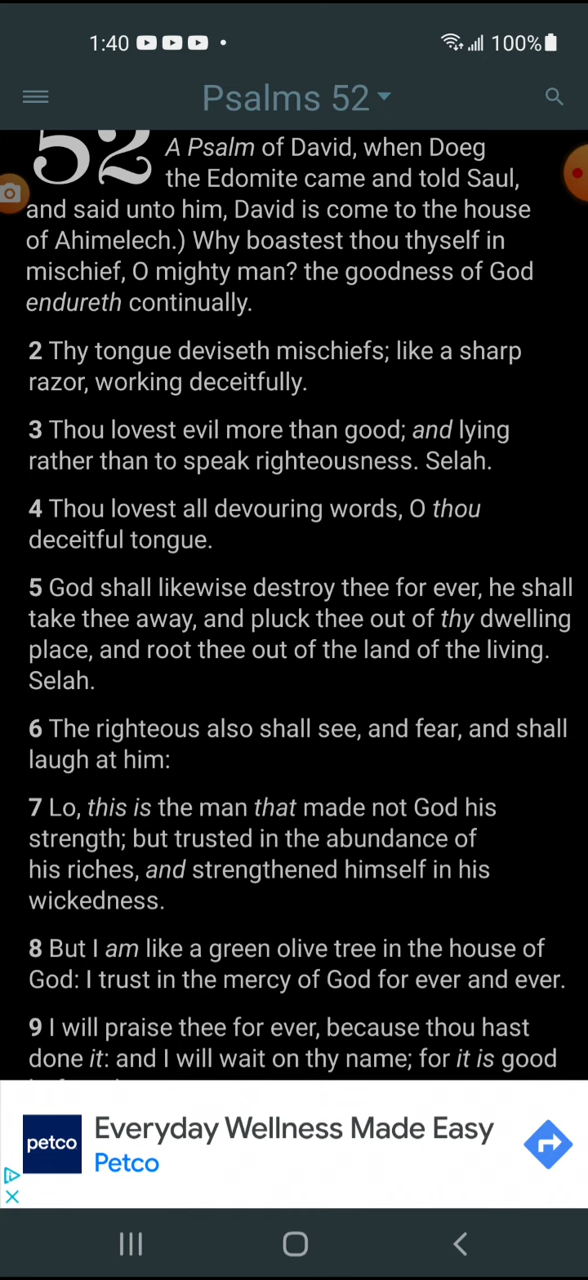 1:40
100%
Psalms 52
52 A Psalm of David, when Doeg
the Edomite came and told Saul,
and said unto him, David is come to the house
of Ahimelech.) Why boastest thou thyself in
mischief, O mighty man? the goodness of God
endureth continually.
2 Thy tongue deviseth mischiefs; like a sharp
razor, working deceitfully.
3 Thou lovest evil more than good; and lying
rather than to speak righteousness. Selah.
4 Thou lovest all devouring words, O thou
deceitful tongue.
5 God shall likewise destroy thee for ever, he shall
take thee away, and pluck thee out of thy dwelling
place, and root thee out of the land of the living.
Selah.
6 The righteous also shall see, and fear, and shall
laugh at him:
7 Lo, this is the man that made not God his
strength; but trusted in the abundance of
his riches, and strengthened himself in his
wickedness.
8 But I am like a green olive tree in the house of
God: I trust in the mercy of God for ever and ever.
9 I will praise thee for ever, because thou hast
done it: and I will wait on thy name; for it is good
petco
Everyday Wellness Made Easy
Petco